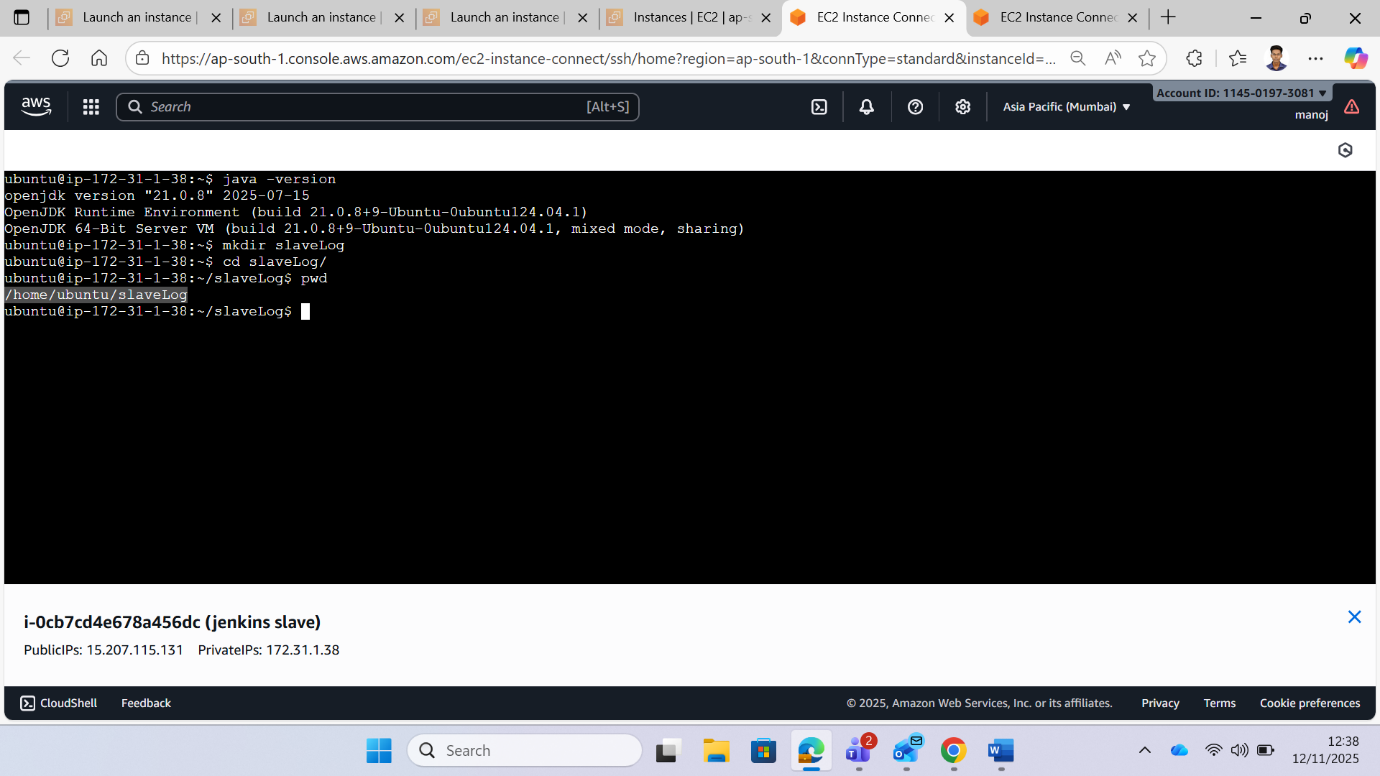 Launch an instance |
Launch an instance |
Launch an instance |
Instances | EC2 | ap-s
EC2 Instance Connec
EC2 Instance Connec
https://ap-south-1.console.aws.amazon.com/ec2-instance-connect/ssh/home?region=ap-south-1&connType=standard&instanceId=...
aws
Search [Alt+S]
Asia Pacific (Mumbai)
Account ID: 1145-0197-3081
manoj
ubuntu@ip-172-31-1-38:~$ java -version
openjdk version "21.0.8" 2025-07-15
OpenJDK Runtime Environment (build 21.0.8+9-Ubuntu-0ubuntu124.04.1)
OpenJDK 64-Bit Server VM (build 21.0.8+9-Ubuntu-0ubuntu124.04.1, mixed mode, sharing)
ubuntu@ip-172-31-1-38:~$ mkdir slaveLog
ubuntu@ip-172-31-1-38:~$ cd slaveLog/
ubuntu@ip-172-31-1-38:~/slaveLog$ pwd
/home/ubuntu/slaveLog
ubuntu@ip-172-31-1-38:~/slaveLog$
i-0cb7cd4e678a456dc (jenkins slave)
PublicIPs: 15.207.115.131 PrivateIPs: 172.31.1.38
CloudShell Feedback © 2025, Amazon Web Services, Inc. or its affiliates. Privacy Terms Cookie preferences
Search
2
12:38
12/11/2025